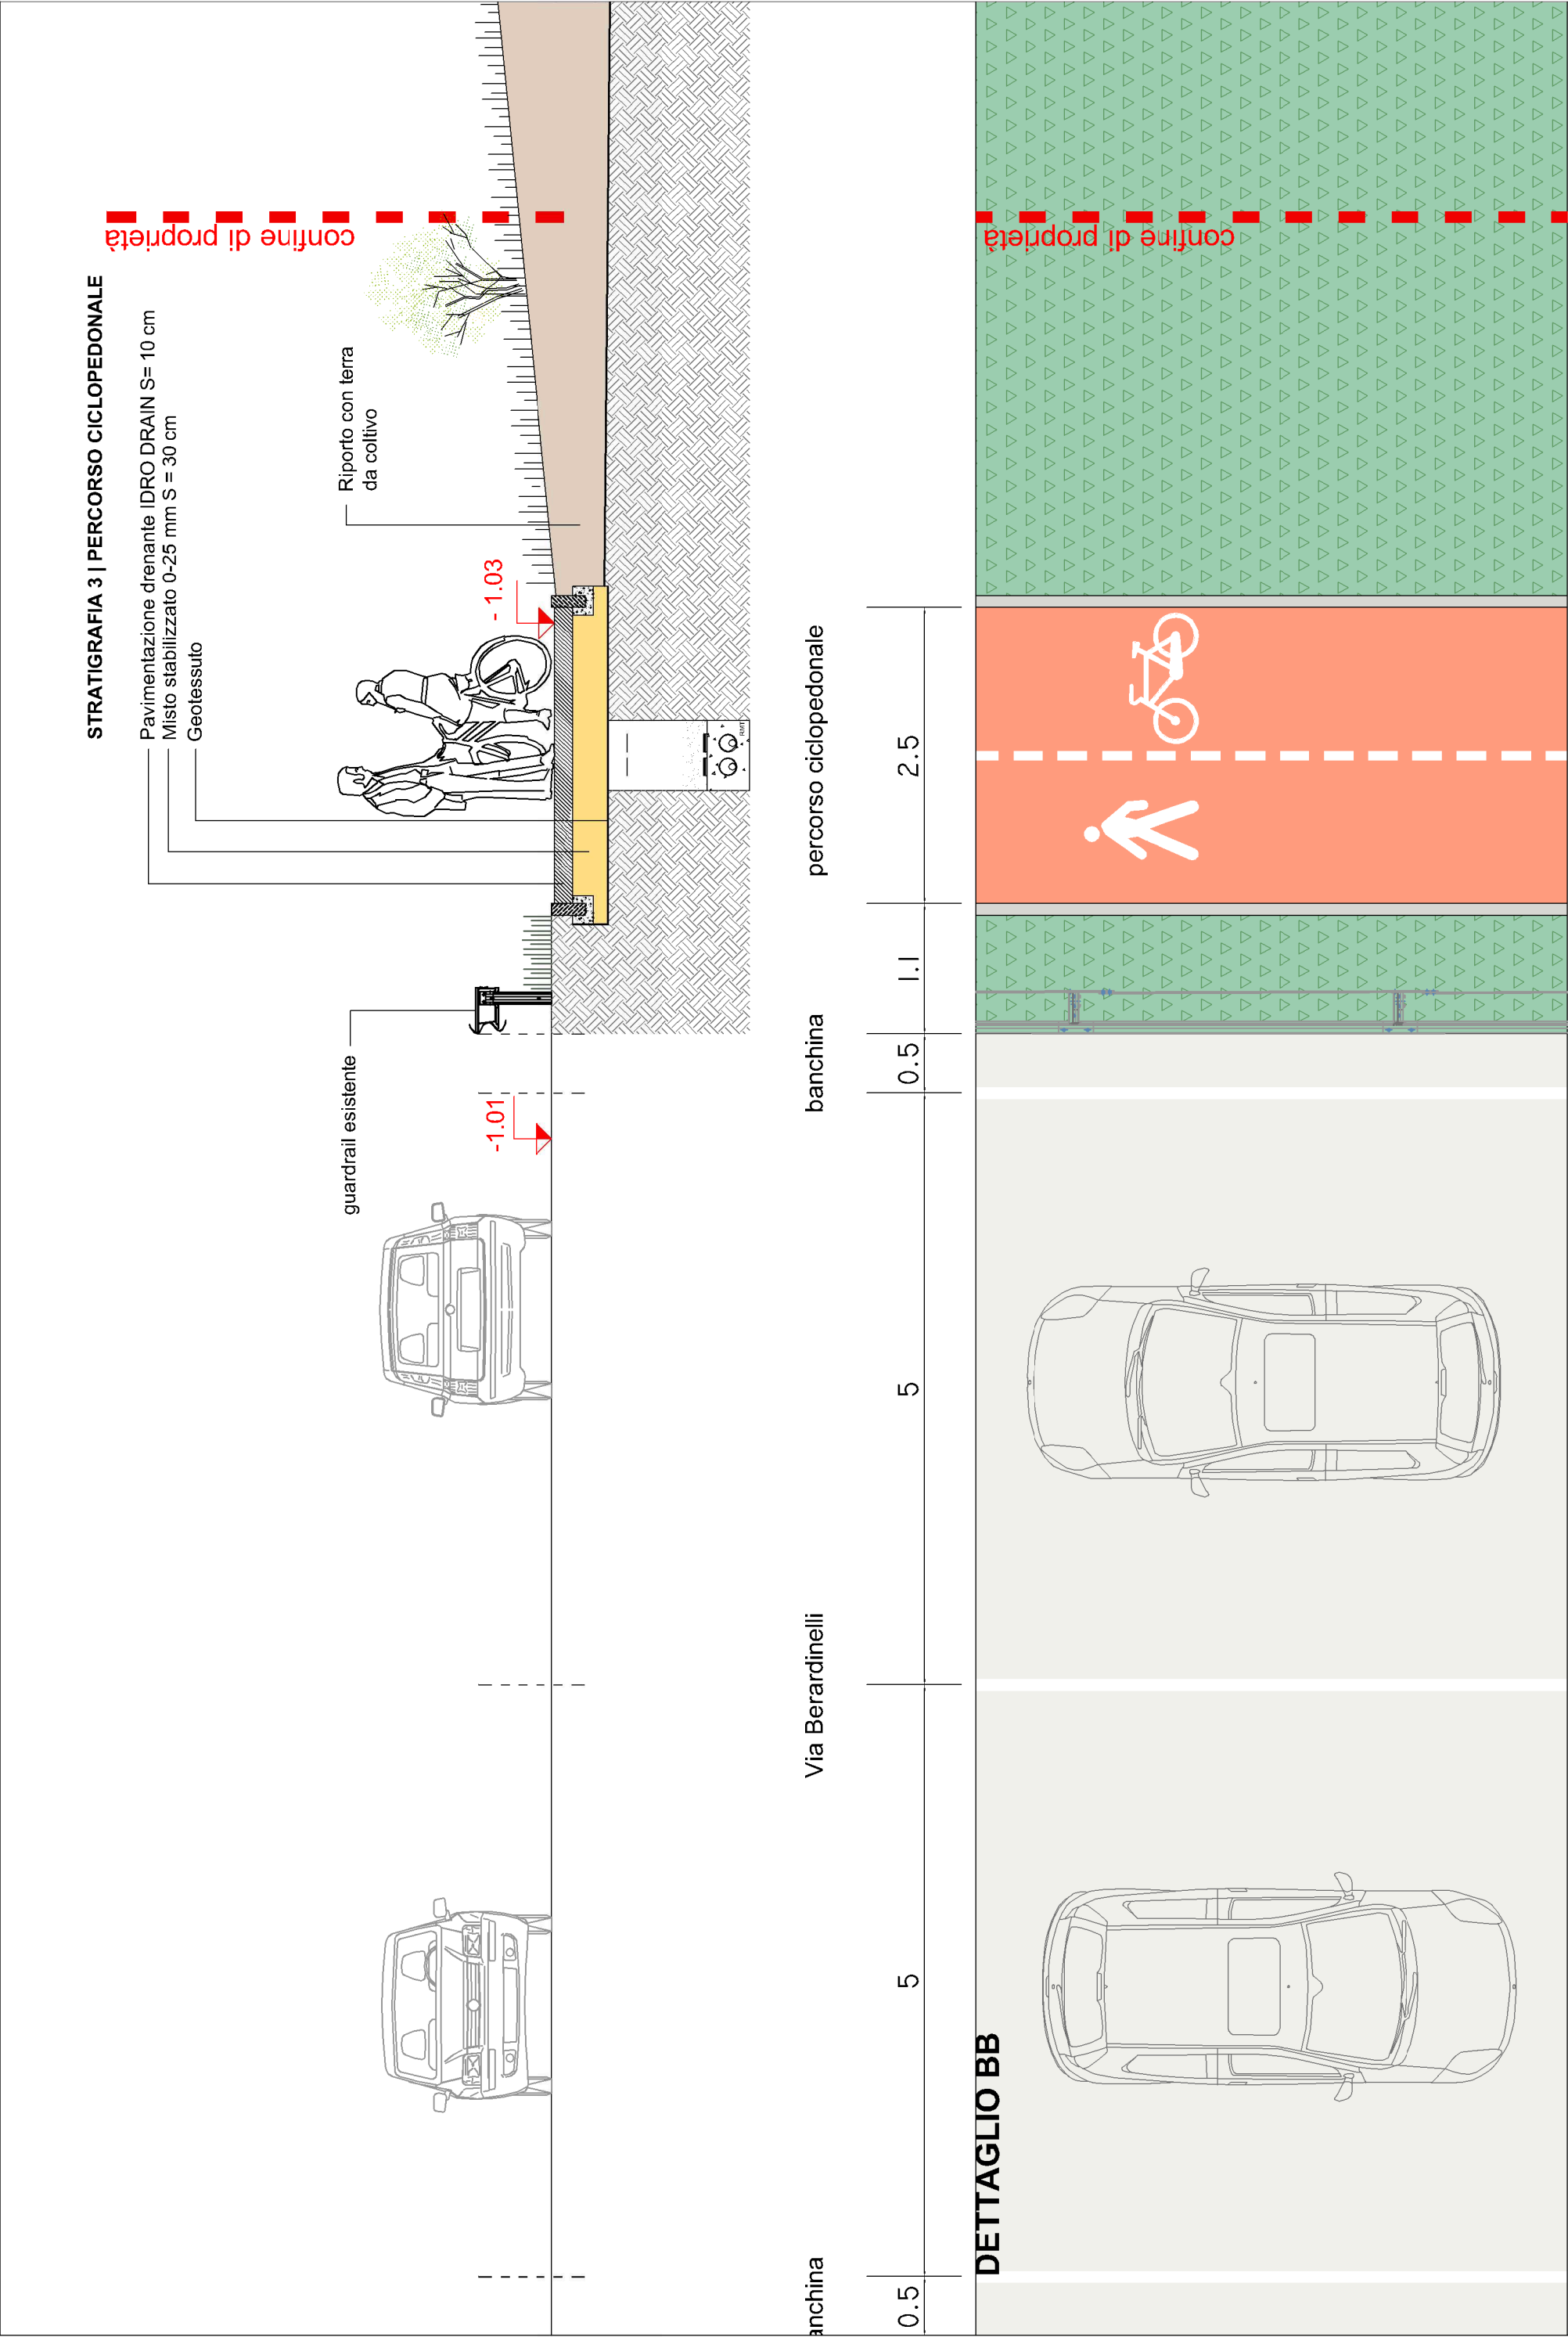 STRATIGRAFIA 3 | PERCORSO CICLOPEDONALE
Pavimentazione drenante IDRO DRAIN S= 10 cm
Misto stabilizzato 0-25 mm S = 30 cm
Geotessuto
confine di proprietà
Riporto con terra
da coltivo
guardrail esistente
-1.01
- 1.03
RMT
anchina
Via Berardinelli
banchina
percorso ciclopedonale
0.5
5
5
0.5
1.1
2.5
DETTAGLIO BB
confine di proprietà